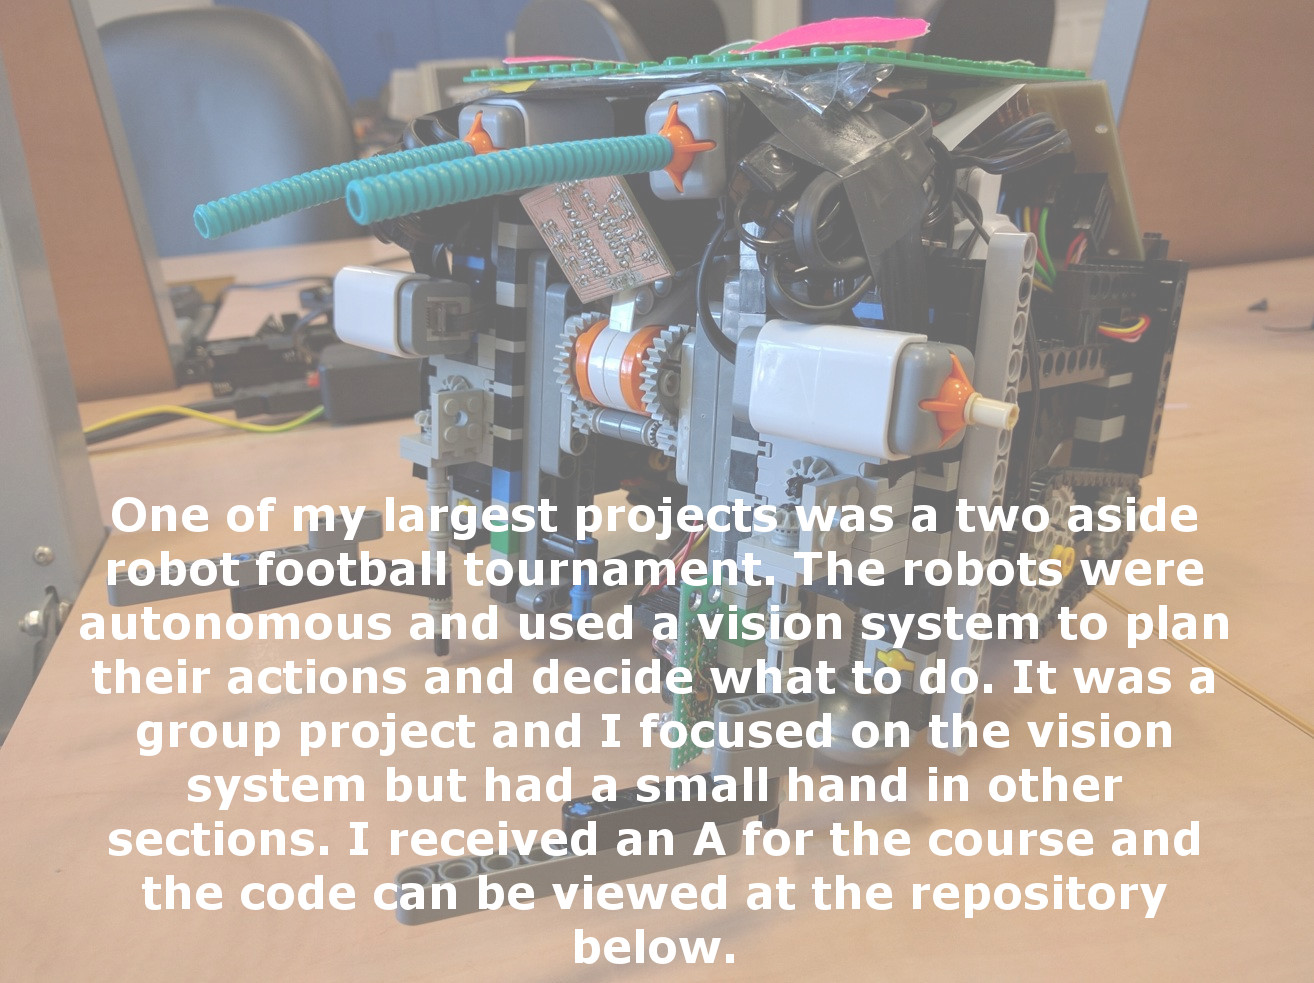 One of my largest projects was a two aside
robot football tournament. The robots were
autonomous and used a vision system to plan
their actions and decide what to do. It was a
group project and I focused on the vision
system but had a small hand in other
sections. I received an A for the course and
the code can be viewed at the repository
below.